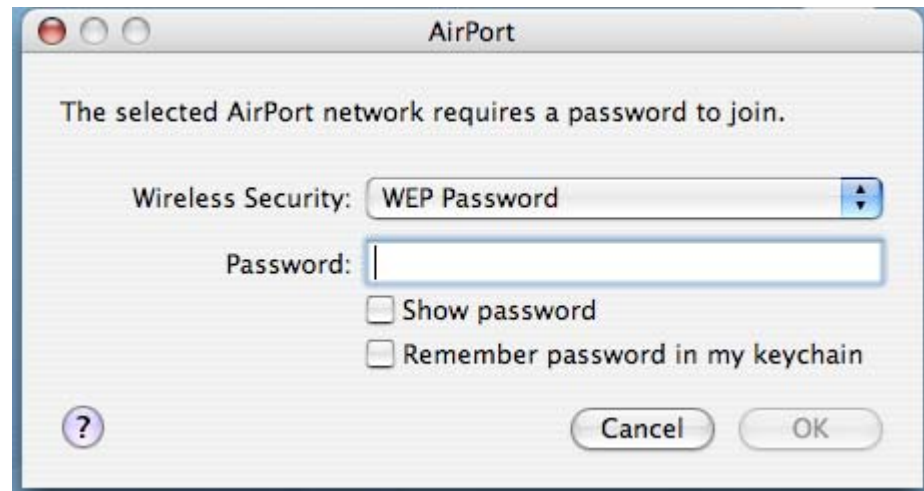 AirPort
The selected AirPort network requires a password to join.
Wireless Security: WEP Password
Password:
Show password
Remember password in my keychain
? Cancel OK